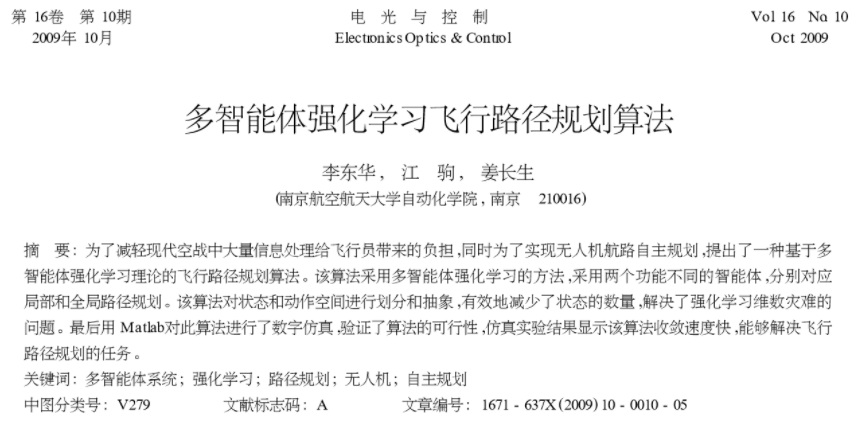 第 16卷 第 10期 电 光 与 控 制 Vol 16 No 10
2009年 10月 Electronics Optics & Control Oct 2009
多智能体强化学习飞行路径规划算法
李东华, 江 驹, 姜长生
(南京航空航天大学自动化学院,南京 210016)
摘 要: 为了减轻现代空战中大量信息处理给飞行员带来的负担,同时为了实现无人机航路自主规划,提出了一种基于多
智能体强化学习理论的飞行路径规划算法。该算法采用多智能体强化学习的方法,采用两个功能不同的智能体,分别对应
局部和全局路径规划。该算法对状态和动作空间进行划分和抽象,有效地减少了状态的数量,解决了强化学习维数灾难的
问题。最后用 Matlab对此算法进行了数字仿真,验证了算法的可行性,仿真实验结果显示该算法收敛速度快,能够解决飞行
路径规划的任务。
关键词: 多智能体系统; 强化学习; 路径规划; 无人机; 自主规划
中图分类号: V279 文献标志码: A 文章编号: 1671 - 637X(2009) 10 - 0010 - 05